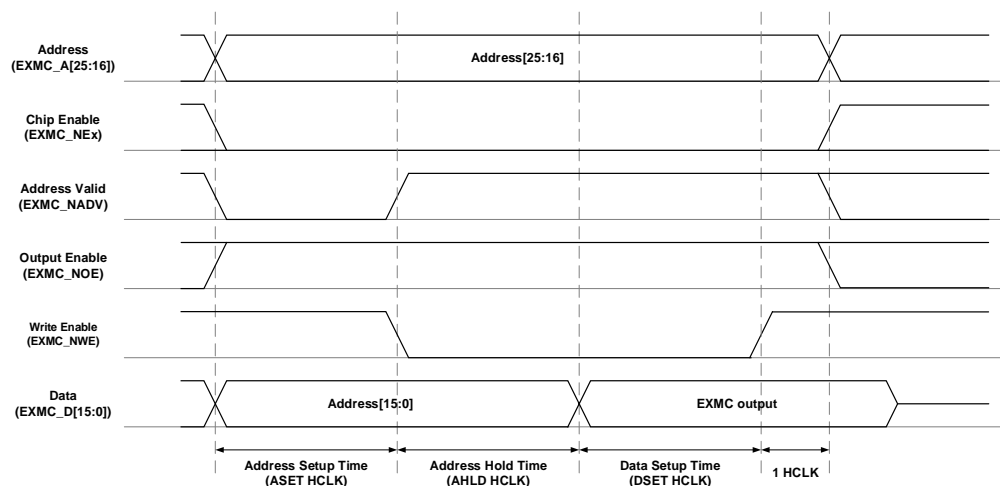 Address
(EXMC_A[25:16])
Address[25:16]
Chip Enable
(EXMC_NEx)
Address Valid
(EXMC_NADV)
Output Enable
(EXMC_NOE)
Write Enable
(EXMC_NWE)
Data
(EXMC_D[15:0])
Address[15:0]
EXMC output
Address Setup Time
(ASET HCLK)
Address Hold Time
(AHLD HCLK)
Data Setup Time
(DSET HCLK)
1 HCLK